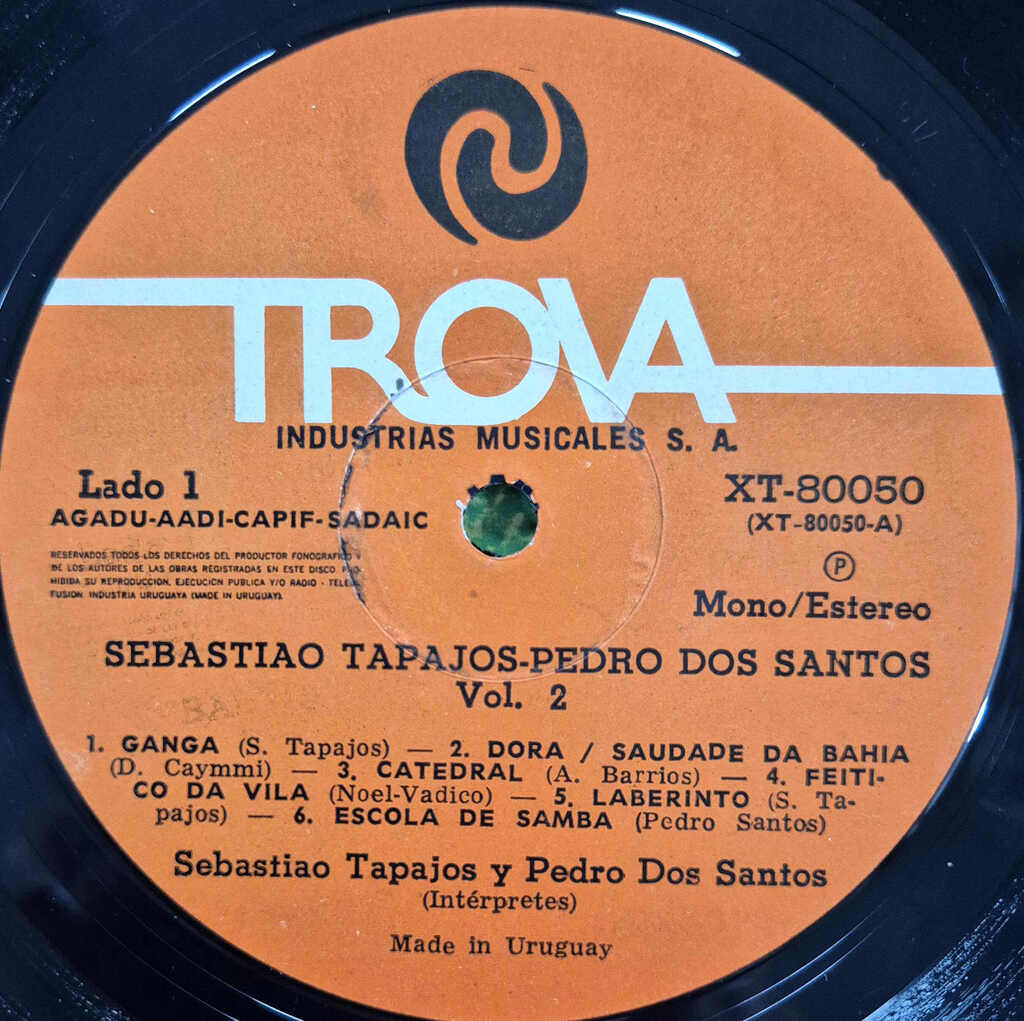 TROVA
INDUSTRIAS MUSICALES S. A.
Lado 1
AGADU-AADI-CAPIF-SADAIC
RESERVADOS TODOS LOS DERECHOS DEL PRODUCTOR FONOGRAFICO Y
DE LOS AUTORES DE LAS OBRAS REGISTRADAS EN ESTE DISCO PRO-
HIBIDA SU REPRODUCCION, EJECUCION PUBLICA Y/O RADIO - TELE
FUSION INDUSTRIA URUGUAYA (MADE IN URUGUAY).
XT-80050
(XT-80050-A)
P
Mono/Estereo
SEBASTIAO TAPAJOS-PEDRO DOS SANTOS
Vol. 2
1. GANGA (S. Tapajos) — 2. DORA / SAUDADE DA BAHIA
(D. Caymmi) — 3. CATEDRAL (A. Barrios) — 4. FEITI-
CO DA VILA (Noel-Vadico) — 5. LABERINTO (S. Ta-
pajos) — 6. ESCOLA DE SAMBA (Pedro Santos)
Sebastiao Tapajos y Pedro Dos Santos
(Intérpretes)
Made in Uruguay